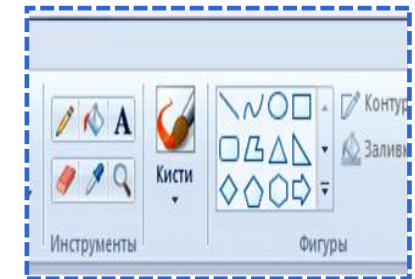 А
Контур
Заливк
Кисти
Инструменты
Фигуры